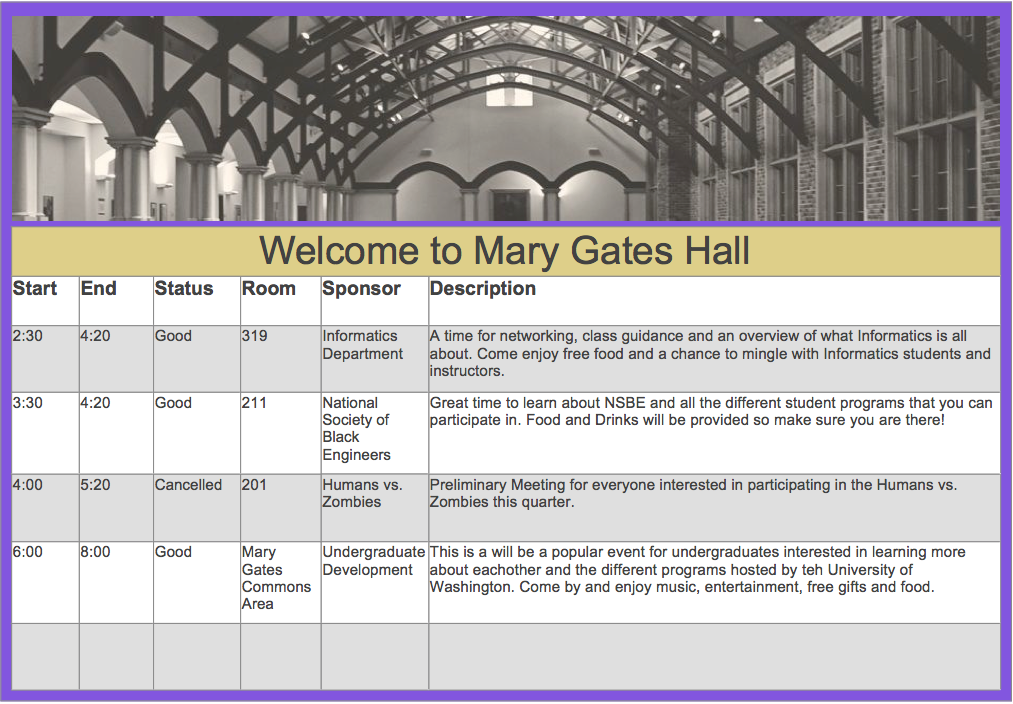 Welcome to Mary Gates Hall
Start End Status Room Sponsor Description
2:30 4:20 Good 319 Informatics A time for networking, class guidance and an overview of what Informatics is all
Department about. Come enjoy free food and a chance to mingle with Informatics students and
instructors.
3:30 4:20 Good 211 National Great time to learn about NSBE and all the different student programs that you can
Society of participate in. Food and Drinks will be provided so make sure you are there!
Black
Engineers
4:00 5:20 Cancelled 201 Humans vs. Preliminary Meeting for everyone interested in participating in the Humans vs.
Zombies Zombies this quarter.
6:00 8:00 Good Mary Undergraduate This is a will be a popular event for undergraduates interested in learning more
Gates Development about eachother and the different programs hosted by teh University of
Commons Washington. Come by and enjoy music, entertainment, free gifts and food.
Area